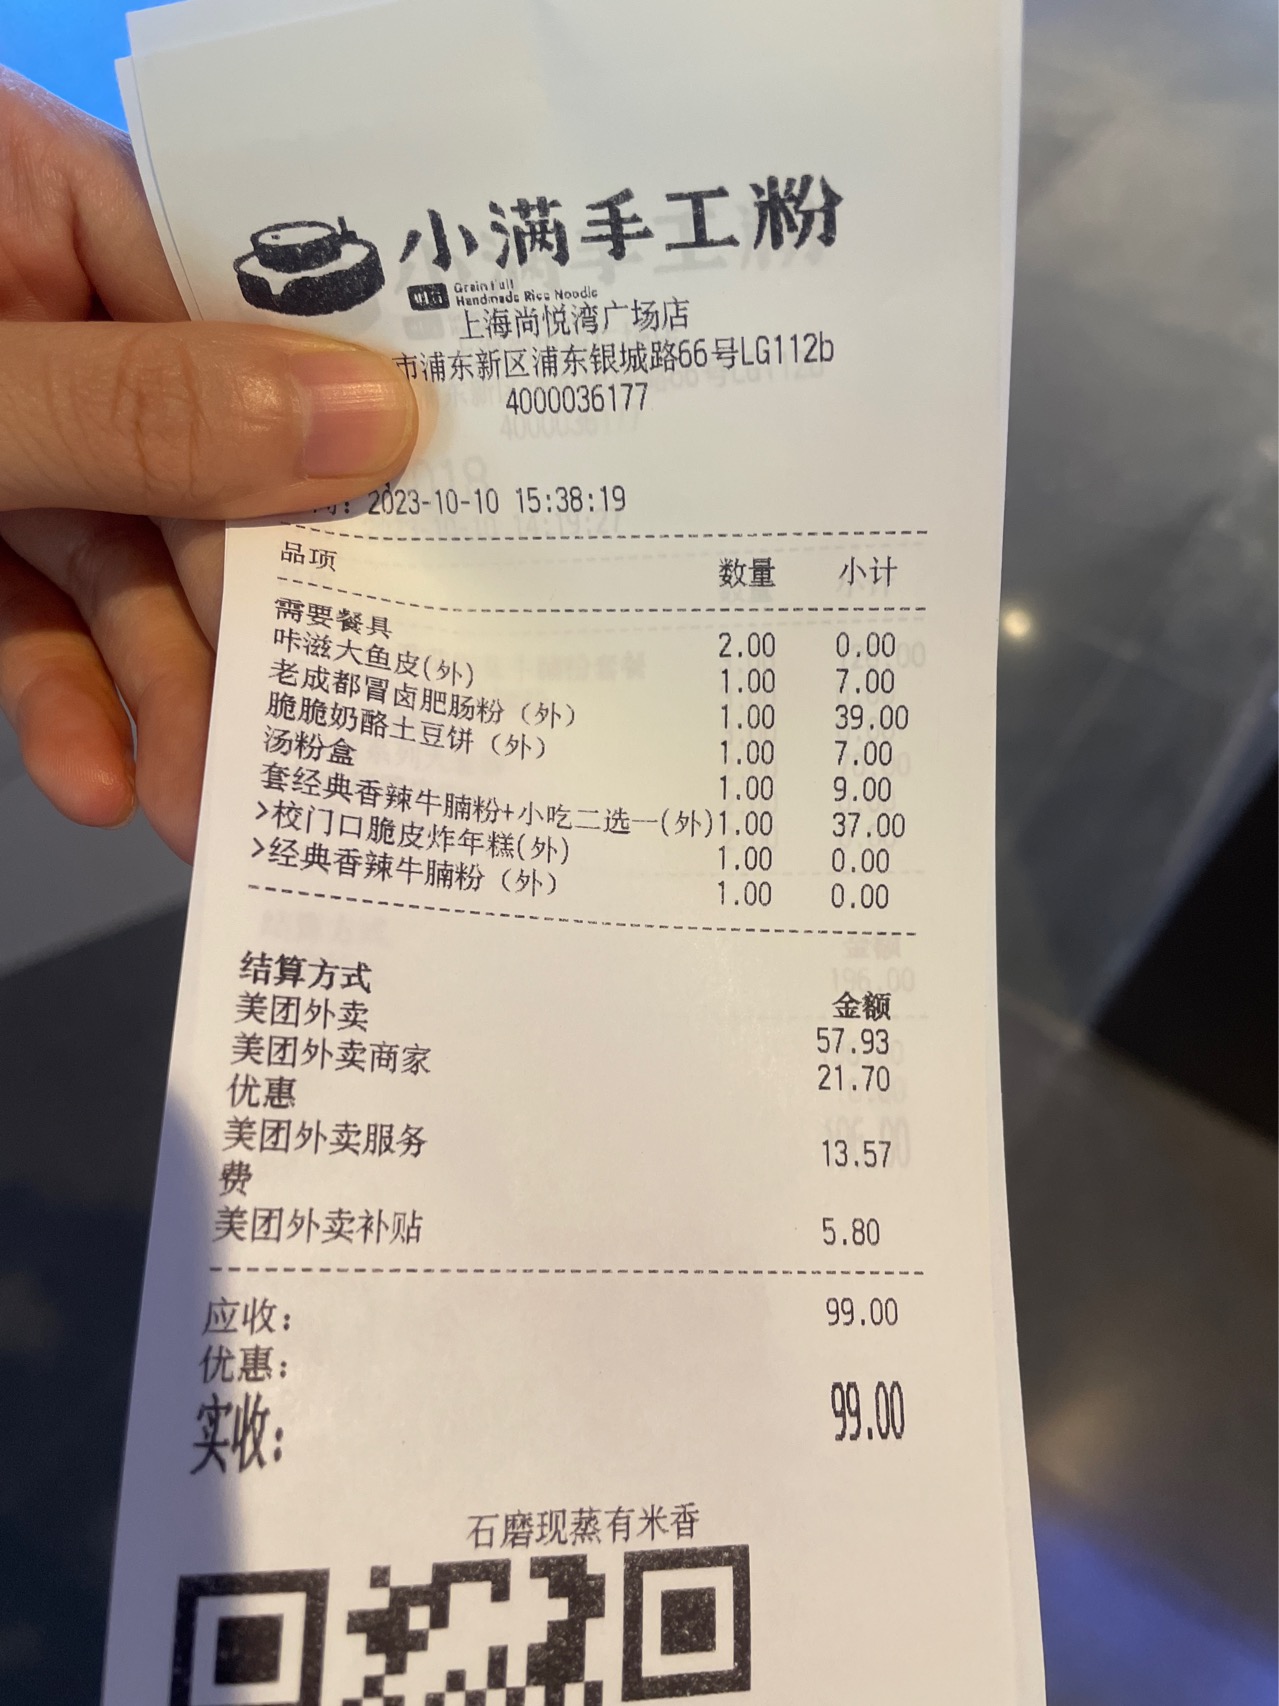 小满手工粉
Grain Full
Handmade Rice Noodle
上海尚悦湾广场店
市浦东新区浦东银城路66号LG112b
4000036177
间: 2023-10-10 15:38:19
品项 数量 小计
需要餐具 2.00 0.00
咔滋大鱼皮(外) 1.00 7.00
老成都冒卤肥肠粉（外） 1.00 39.00
脆脆奶酪土豆饼（外） 1.00 7.00
汤粉盒 1.00 9.00
套经典香辣牛腩粉+小吃二选一(外) 1.00 37.00
>校门口脆皮炸年糕(外) 1.00 0.00
>经典香辣牛腩粉（外） 1.00 0.00
结算方式 金额
美团外卖 57.93
美团外卖商家 21.70
优惠
美团外卖服务 13.57
费
美团外卖补贴 5.80
应收: 99.00
优惠:
实收: 99.00
石磨现蒸有米香